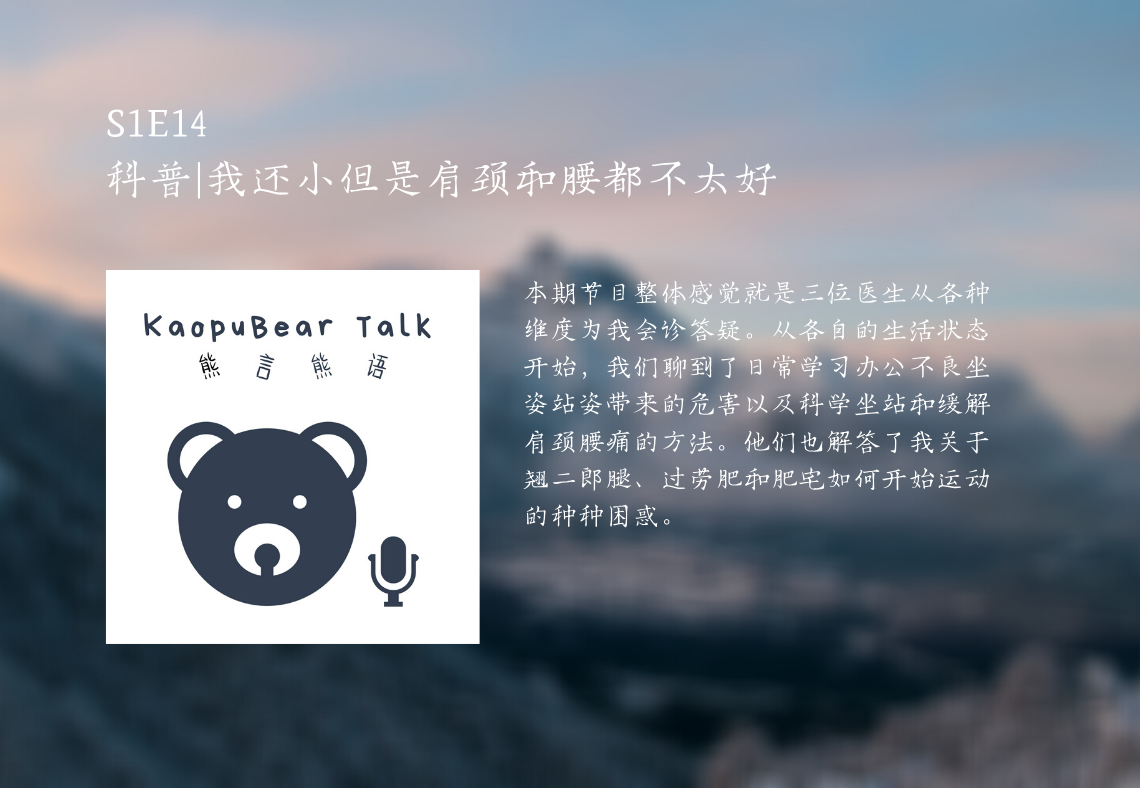 S1E14
科普|我还小但是肩颈和腰都不太好
KaopuBear Talk
熊言熊语
本期节目整体感觉就是三位医生从各种
维度为我会诊答疑。从各自的生活状态
开始，我们聊到了日常学习办公不良坐
姿站姿带来的危害以及科学坐站和缓解
肩颈腰痛的方法。他们也解答了我关于
翘二郎腿、过劳肥和肥宅如何开始运动
的种种困惑。